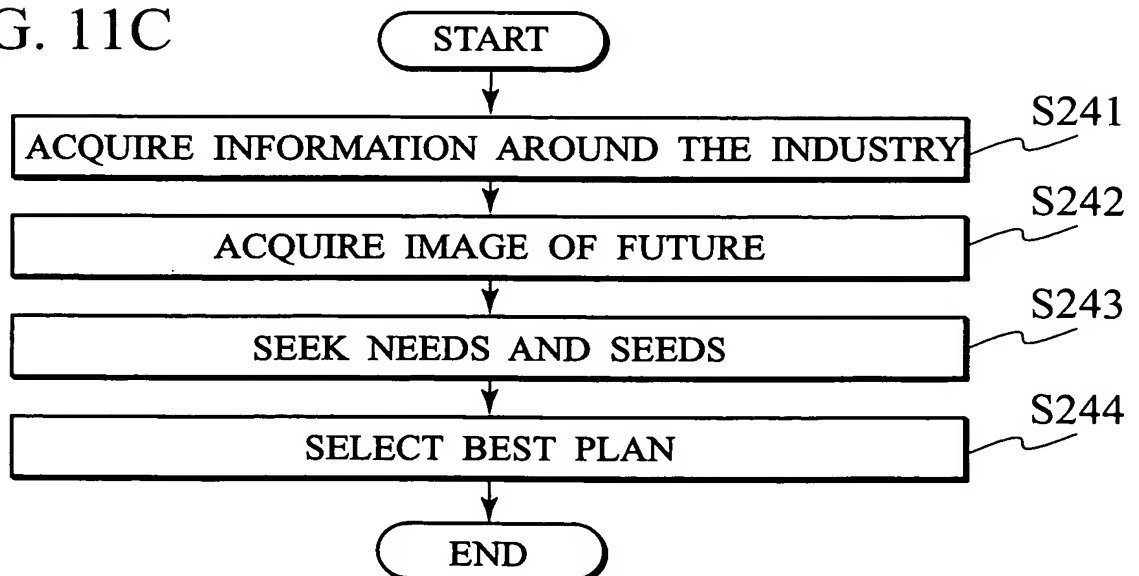 G. 11C
START
ACQUIRE INFORMATION AROUND THE INDUSTRY
S241
ACQUIRE IMAGE OF FUTURE
S242
SEEK NEEDS AND SEEDS
S243
SELECT BEST PLAN
S244
END